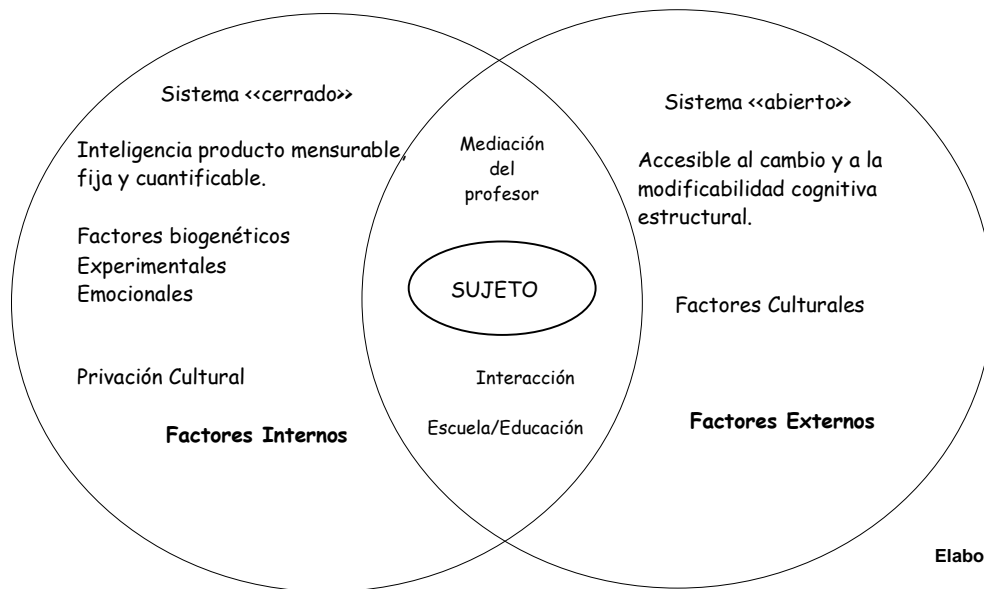 Sistema <<cerrado>>
Inteligencia producto mensurable,
fija y cuantificable.
Factores biogenéticos
Experimentales
Emocionales
Privación Cultural
Factores Internos
Mediación
del
profesor
SUJETO
Interacción
Escuela/Educación
Sistema <<abierto>>
Accesible al cambio y a la
modificabilidad cognitiva
estructural.
Factores Culturales
Factores Externos
Elabo